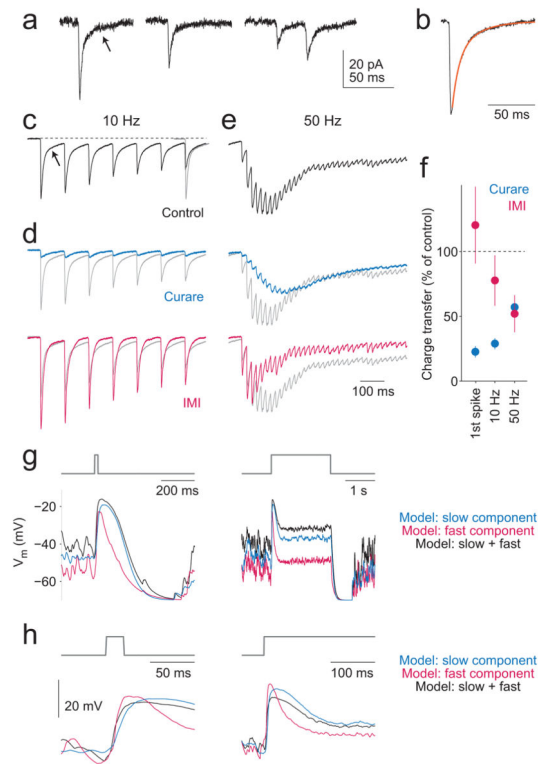 a
b
20 pA
50 ms
50 ms
c
10 Hz
e
50 Hz
Control
f
Curare
IMI
Charge transfer (% of control)
100
50
0
1st spike
10 Hz
50 Hz
d
Curare
IMI
100 ms
g
200 ms
1 s
Vm (mV)
−20
−40
−60
Model: slow component
Model: fast component
Model: slow + fast
h
50 ms
100 ms
20 mV
Model: slow component
Model: fast component
Model: slow + fast